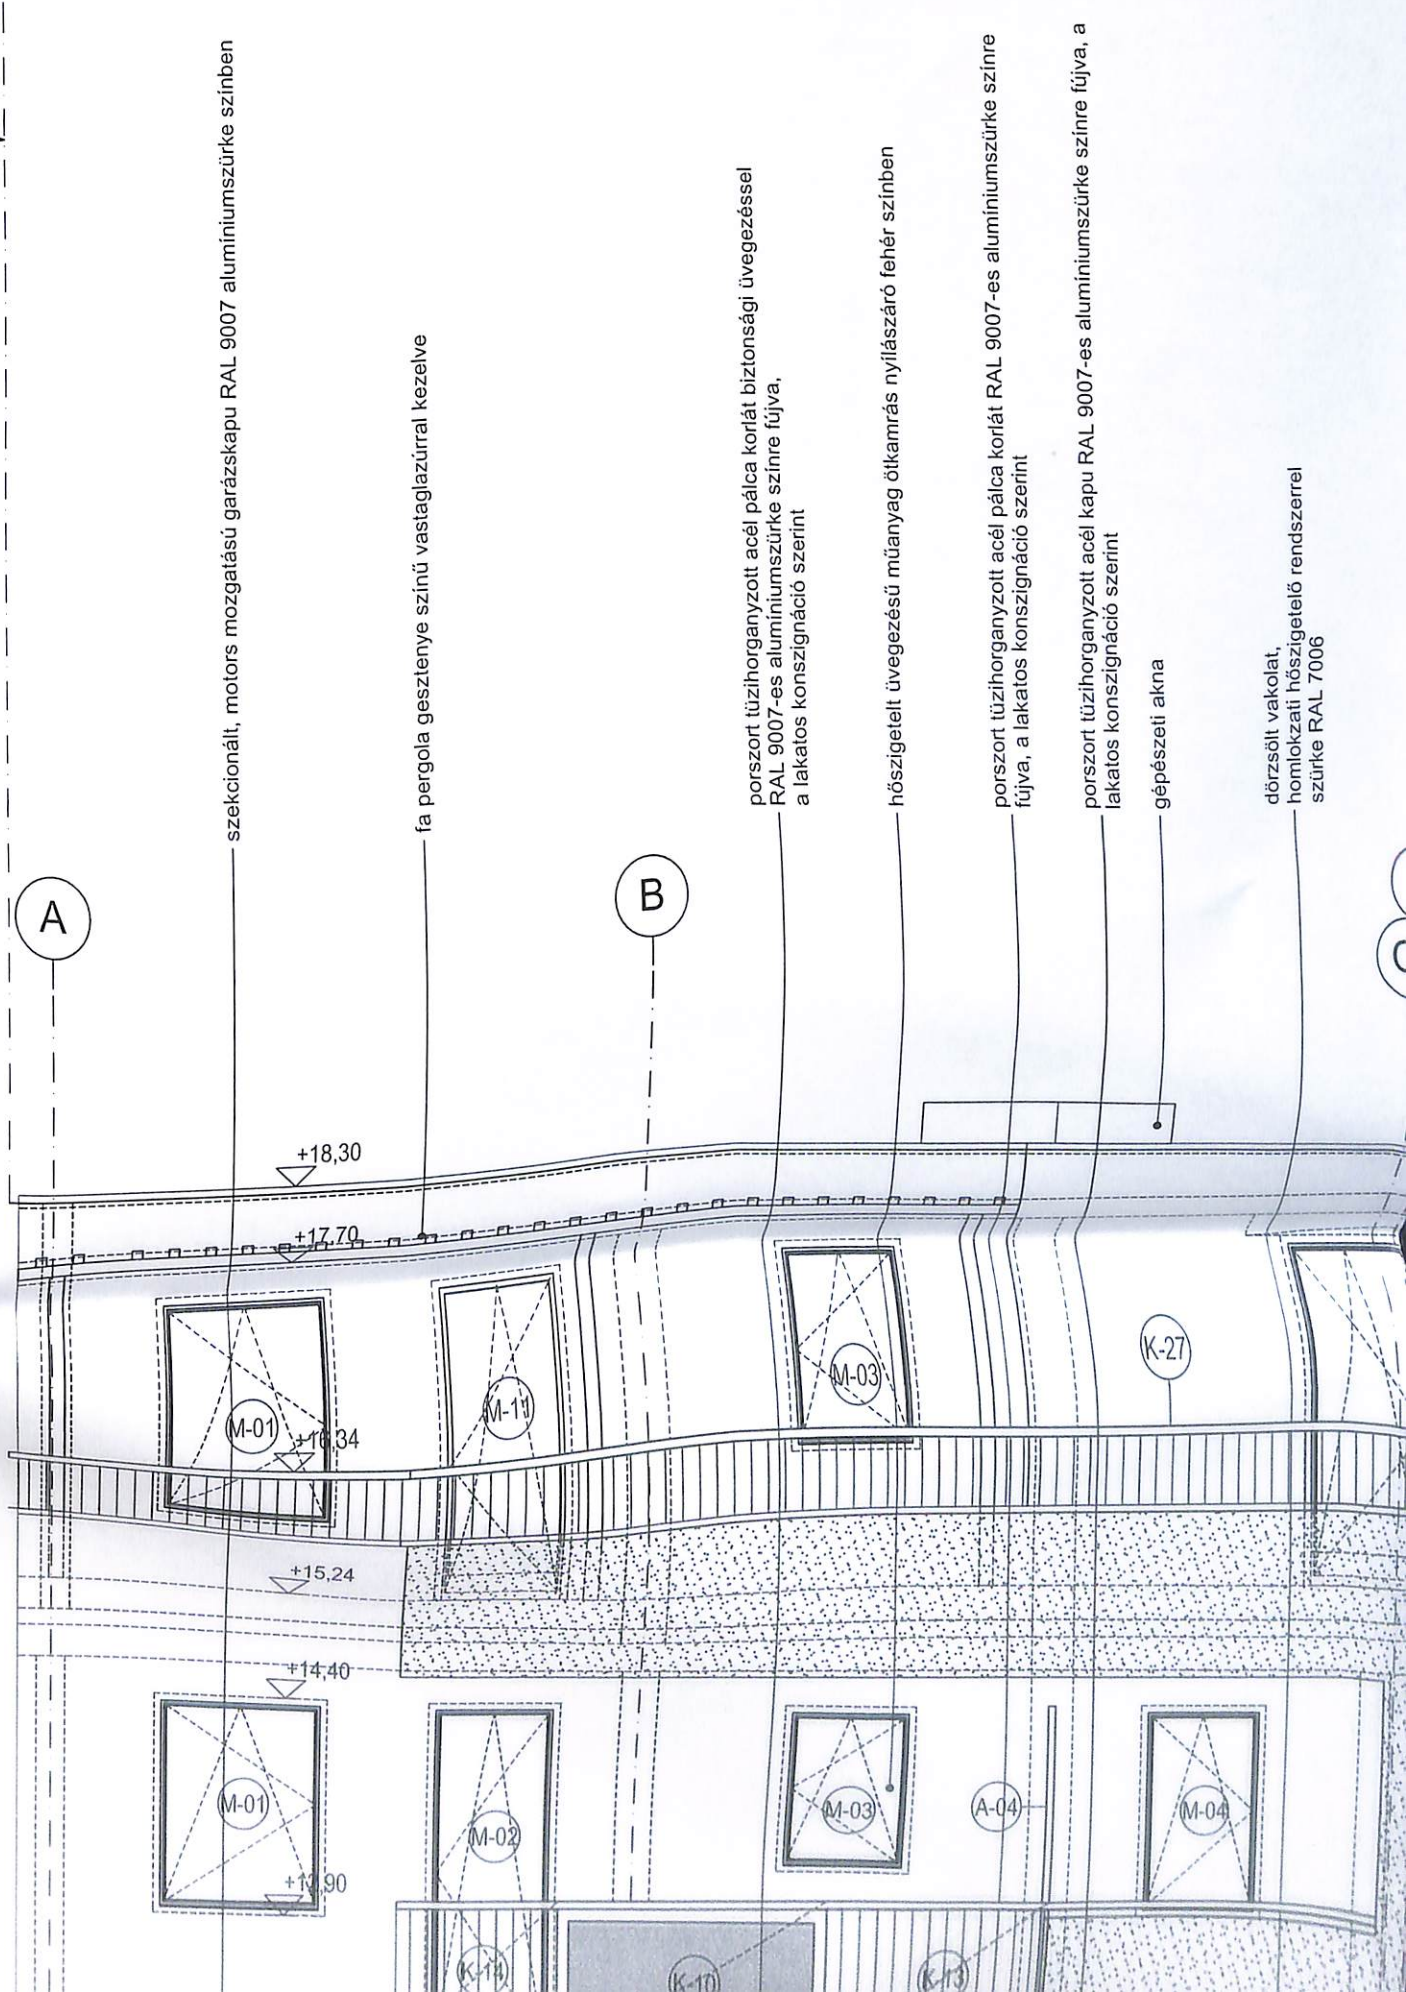 szekcionált, motors mozgatású garázskapu RAL 9007 alumíniumszürke színben
fa pergola gesztenye színű vastaglazúrral kezelve
porszort tüzihorganyzott acél pálca korlát biztonsági üvegezéssel
RAL 9007-es alumíniumszürke színre fújva,
a lakatos konszignáció szerint
hőszigetelt üvegezésű műanyag ötkamrás nyílászáró fehér színben
porszort tüzihorganyzott acél pálca korlát RAL 9007-es alumíniumszürke színre
fújva, a lakatos konszignáció szerint
porszort tüzihorganyzott acél kapu RAL 9007-es alumíniumszürke színre fújva, a
lakatos konszignáció szerint
gépészeti akna
dörzsölt vakolat,
homlokzati hőszigetelő rendszerrel
szürke RAL 7006
A
B
+18,30
+17,70
K-27
M-03
M-11
M-01
+16,34
+15,24
+14,40
M-01
M-02
M-03
A-04
M-04
K-14
K-10
K-13